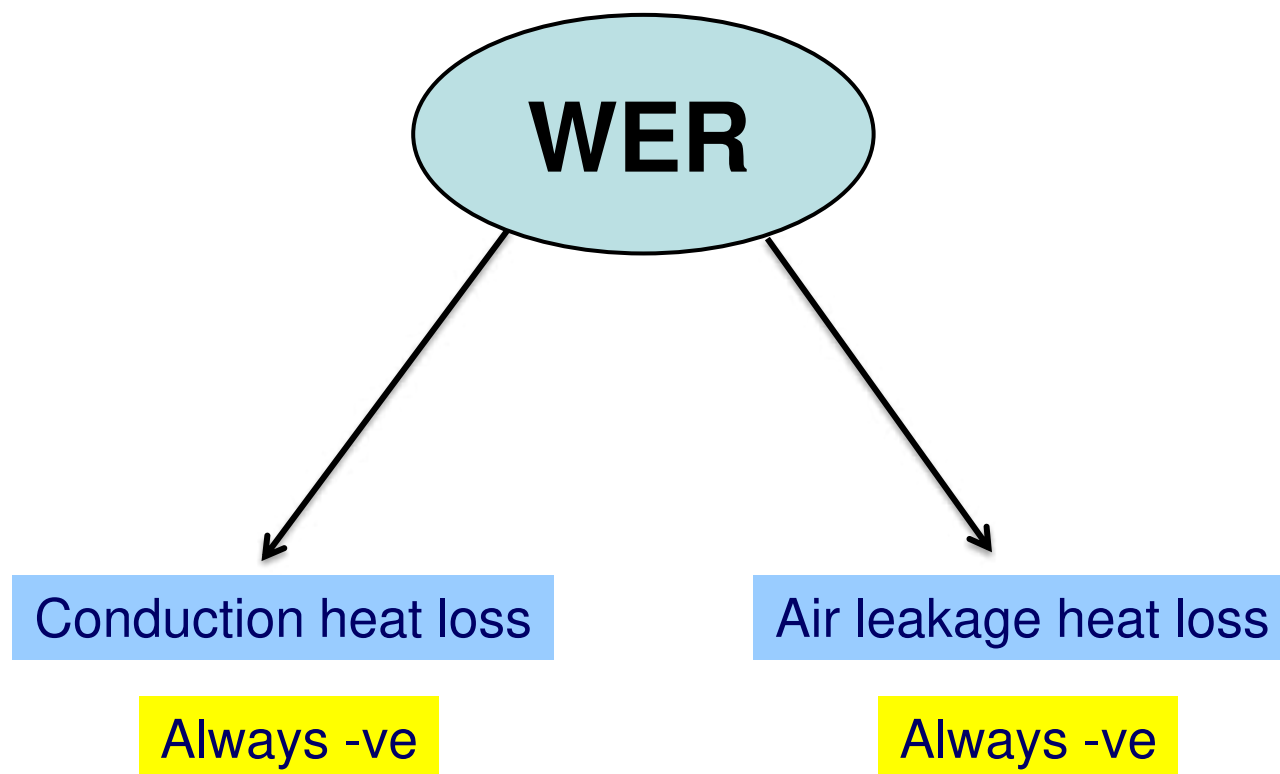 WER
Conduction heat loss
Air leakage heat loss
Always -ve
Always -ve